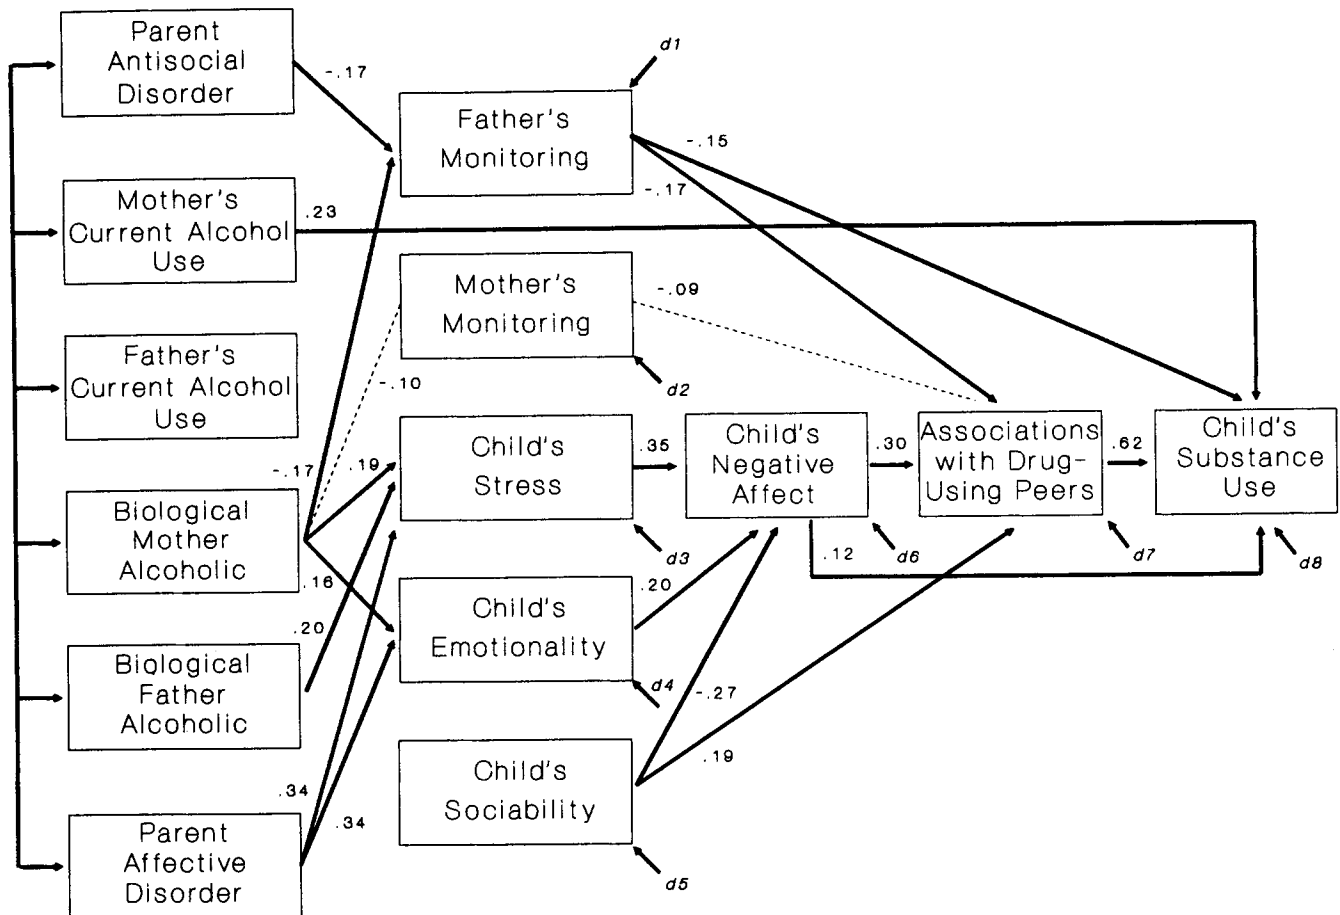 Parent
Antisocial
Disorder
-.17
Mother's
Current Alcohol
Use
.23
Father's
Current Alcohol
Use
Biological
Mother
Alcoholic
-.17
.19
-.10
.16
Biological
Father
Alcoholic
.20
Parent
Affective
Disorder
.34
.34
Father's
Monitoring
d1
-.15
-.17
Mother's
Monitoring
-.09
d2
Child's
Stress
.35
d3
Child's
Emotionality
.20
d4
Child's
Sociability
-.27
.19
d5
Child's
Negative
Affect
.30
.12
d6
Associations
with Drug-
Using Peers
.62
d7
Child's
Substance
Use
d8